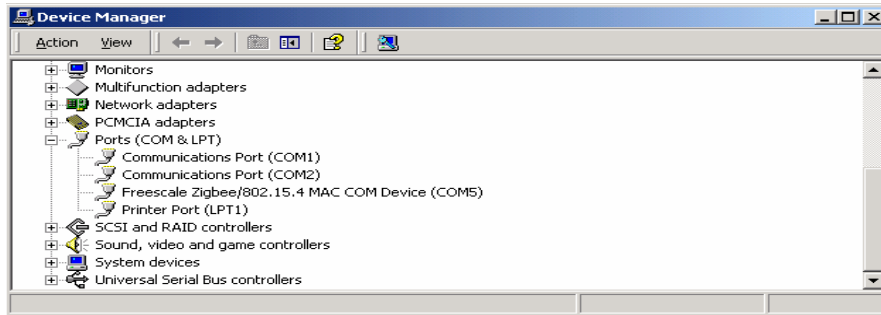 Device Manager
Action View
Monitors
Multifunction adapters
Network adapters
PCMCIA adapters
Ports (COM & LPT)
Communications Port (COM1)
Communications Port (COM2)
Freescale Zigbee/802.15.4 MAC COM Device (COM5)
Printer Port (LPT1)
SCSI and RAID controllers
Sound, video and game controllers
System devices
Universal Serial Bus controllers